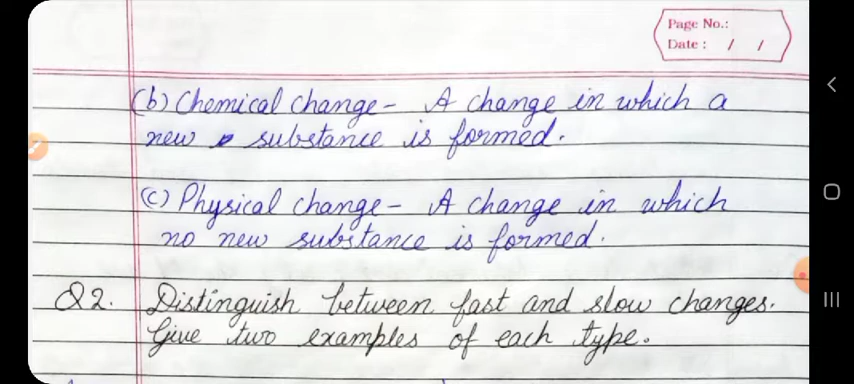 Page No.:
Date : / /
(b) Chemical change - A change in which a
new substance is formed.
(c) Physical change - A change in which
no new substance is formed.
Q2. Distinguish between fast and slow changes.
Give two examples of each type.